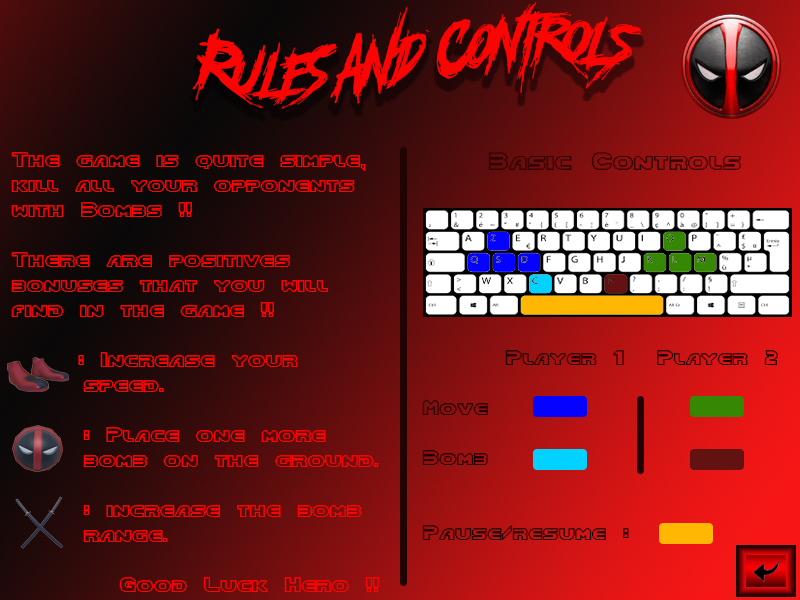 RULES AND CONTROLS
THE GAME IS QUITE SIMPLE,
KILL ALL YOUR OPPONENTS
WITH BOMBS !!
THERE ARE POSITIVES
BONUSES THAT YOU WILL
FIND IN THE GAME !!
: INCREASE YOUR
SPEED.
: PLACE ONE MORE
BOMB ON THE GROUND.
: INCREASE THE BOMB
RANGE.
GOOD LUCK HERO !!
BASIC CONTROLS
A Z E R T Y U I O P
Q S D F G H J K L M
W X C V B
PLAYER 1 PLAYER 2
MOVE
BOMB
PAUSE/RESUME :